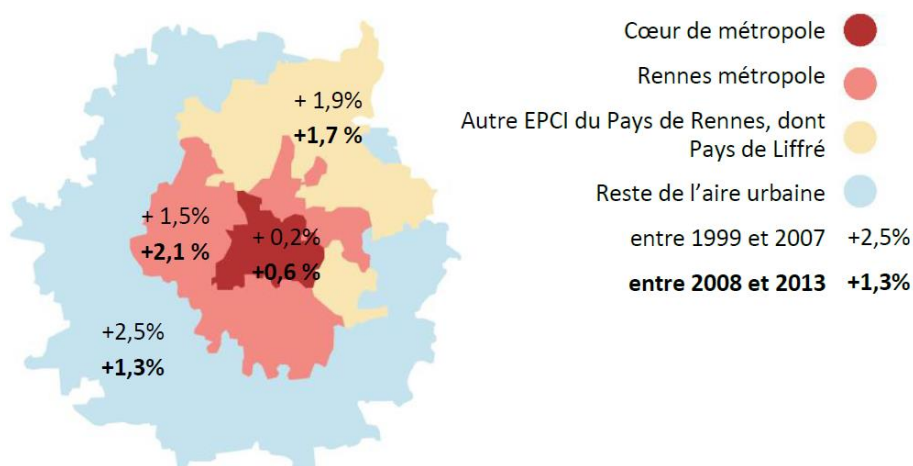 Cœur de métropole
Rennes métropole
Autre EPCI du Pays de Rennes, dont
Pays de Liffré
Reste de l’aire urbaine
entre 1999 et 2007 +2,5%
entre 2008 et 2013 +1,3%
+ 1,9%
+1,7 %
+ 1,5%
+2,1 %
+ 0,2%
+0,6 %
+2,5%
+1,3%